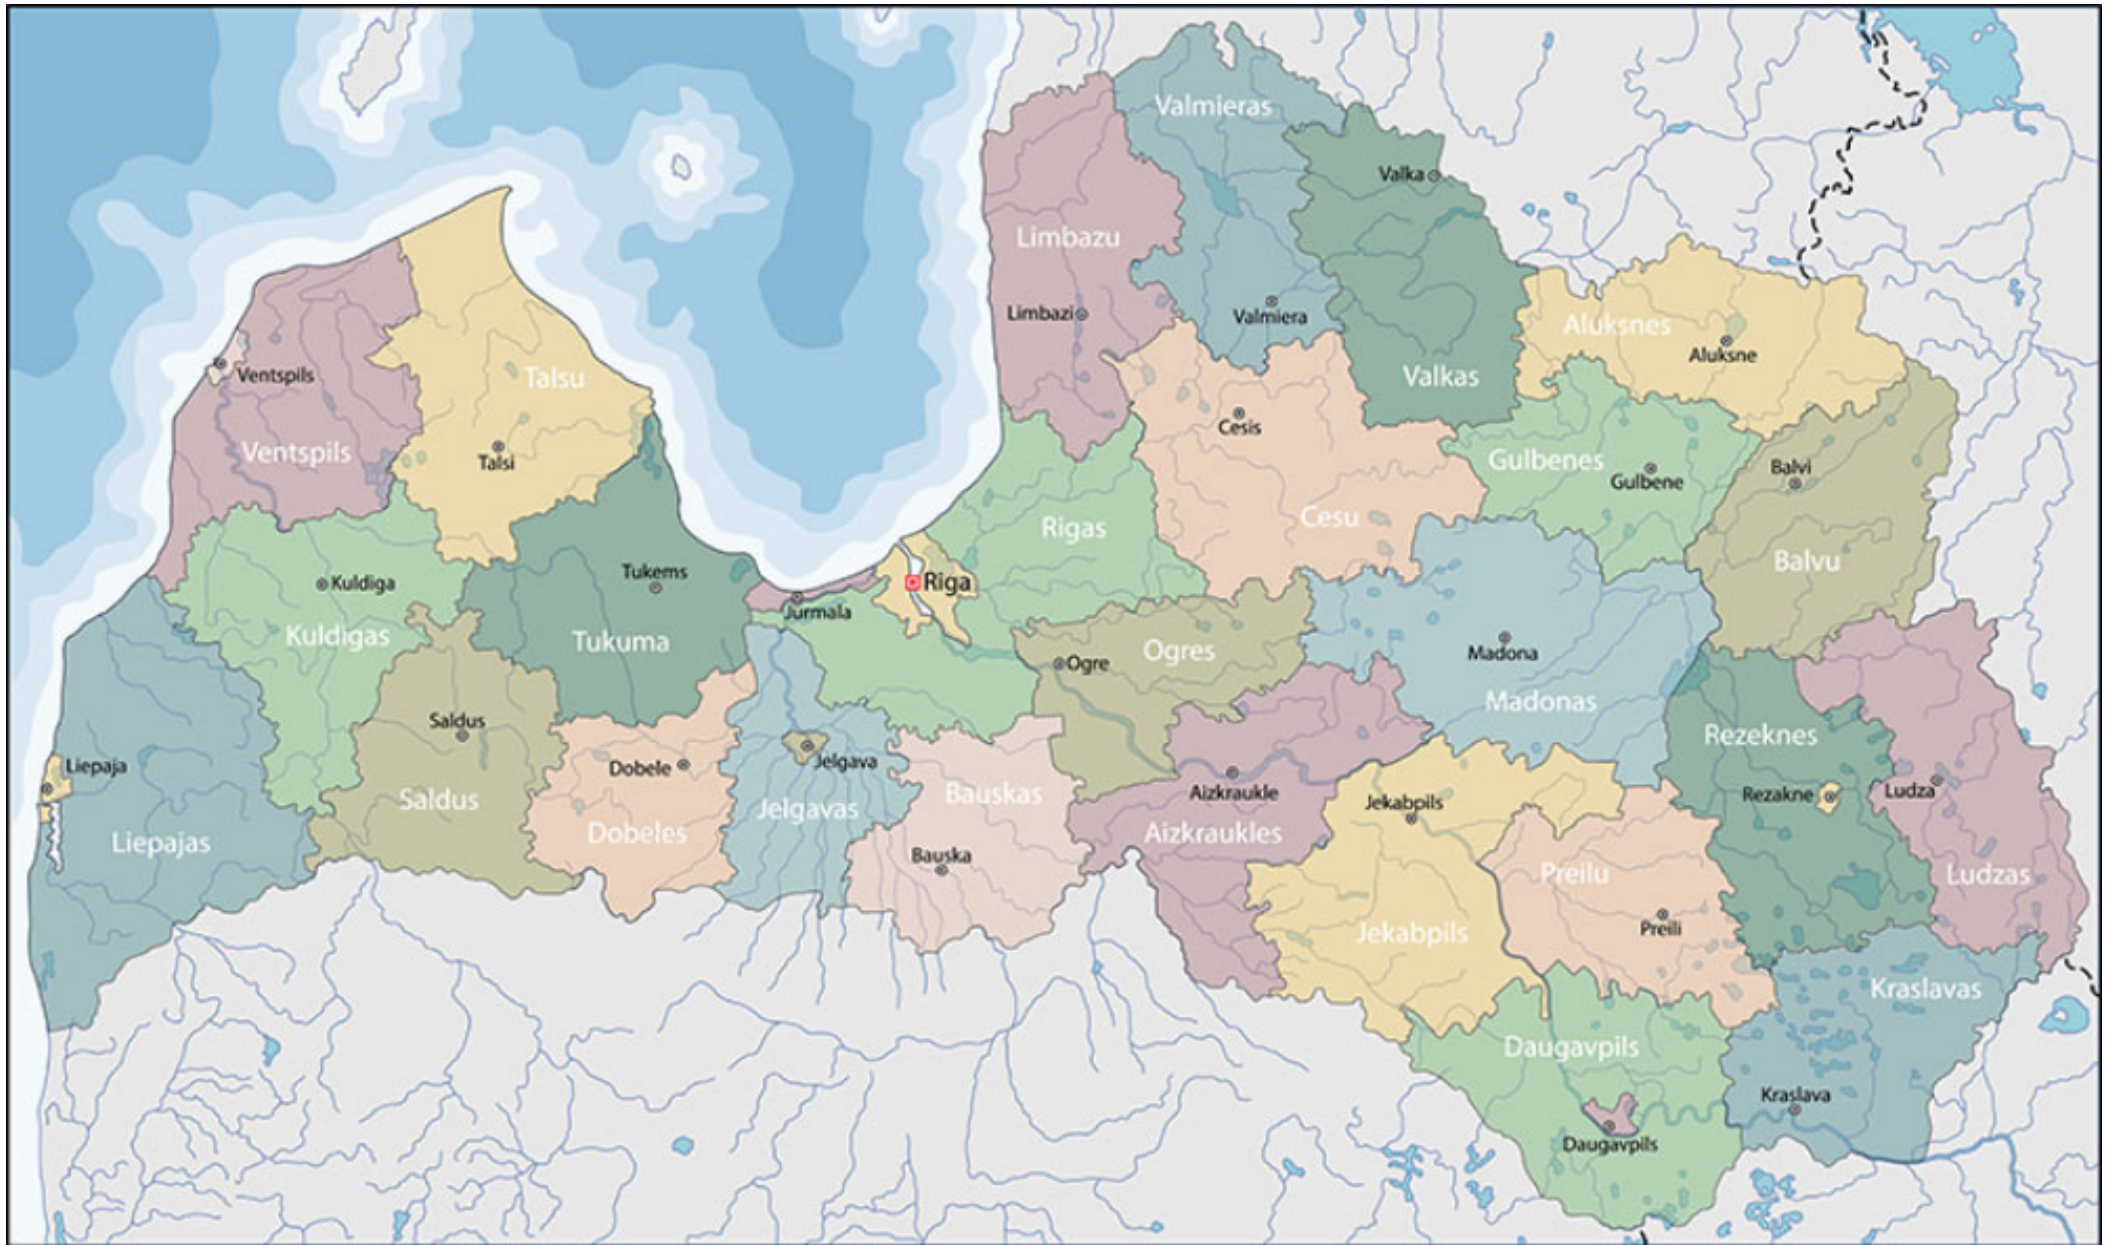 Valmieras
Valka
Limbazu
Limbazi
Valmiera
Aluksnes
Aluksne
Ventspils
Talsu
Valkas
Cesis
Ventspils
Talsi
Gulbenes
Gulbene
Balvi
Cesu
Rigas
Balvu
Kuldiga
Tukems
Riga
Jurmala
Kuldigas
Tukuma
Ogres
Ogre
Madona
Madonas
Saldus
Rezeknes
Liepaja
Dobele
Jelgava
Aizkraukle
Jekabpils
Rezakne
Ludza
Saldus
Jelgavas
Bauskas
Liepajas
Dobeles
Aizkraukles
Bauska
Preilu
Ludzas
Jekabpils
Preili
Kraslavas
Daugavpils
Kraslava
Daugavpils